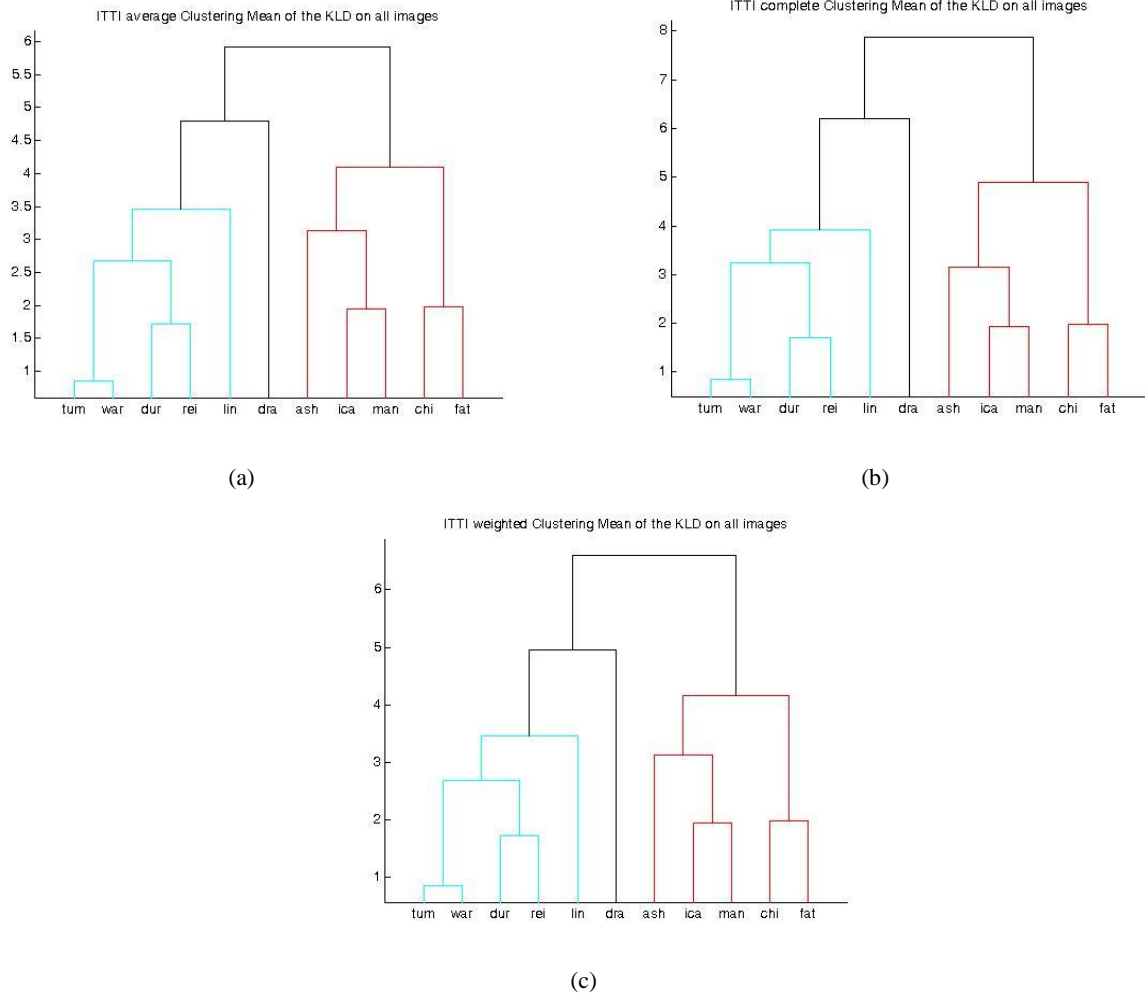 ITTI average Clustering Mean of the KLD on all images
6
5.5
5
4.5
4
3.5
3
2.5
2
1.5
1
tum war dur rei lin dra ash ica man chi fat
(a)
ITTI complete Clustering Mean of the KLD on all images
8
7
6
5
4
3
2
1
tum war dur rei lin dra ash ica man chi fat
(b)
ITTI weighted Clustering Mean of the KLD on all images
6
5
4
3
2
1
tum war dur rei lin dra ash ica man chi fat
(c)